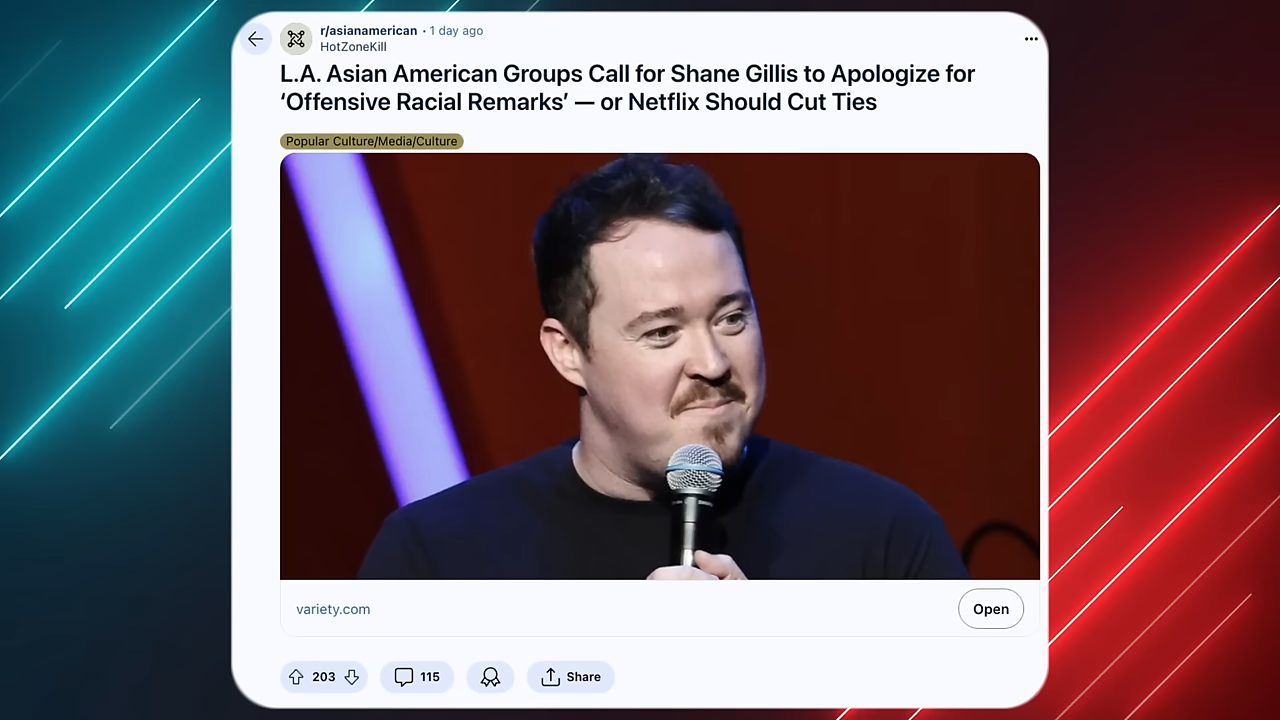 r/asianamerican • 1 day ago
HotZoneKill
L.A. Asian American Groups Call for Shane Gillis to Apologize for
‘Offensive Racial Remarks’ — or Netflix Should Cut Ties
Popular Culture/Media/Culture
variety.com
Open
203
115
Share